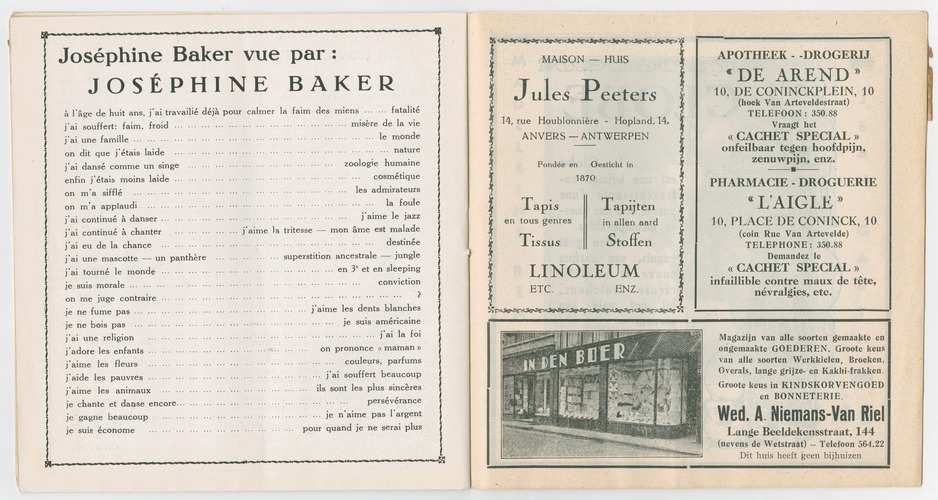 Joséphine Baker vue par :
JOSÉPHINE BAKER
à l'âge de huit ans, j'ai travaillé déjà pour calmer la faim des miens ... ... fatalité
j'ai souffert: faim, froid ... misère de la vie
j'ai une famille ... le monde
on dit que j'étais laide ... nature
j'ai dansé comme un singe ... zoologie humaine
enfin j'étais moins laide ... cosmétique
on m'a sifflé ... les admirateurs
on m'a applaudi ... la foule
j'ai continué à danser ... j'aime le jazz
j'ai continué à chanter ... j'aime la tritesse — mon âme est malade
j'ai eu de la chance ... destinée
j'ai une mascotte — un panthère ... superstition ancestrale — jungle
j'ai tourné le monde ... en 3e et en sleeping
je suis morale ... conviction
on me juge contraire ... ?
je ne fume pas ... j'aime les dents blanches
je ne bois pas ... je suis américaine
j'ai une religion ... j'ai la foi
j'adore les enfants ... on prononce « maman »
j'aime les fleurs ... couleurs, parfums
j'aide les pauvres ... j'ai souffert beaucoup
j'aime les animaux ... ils sont les plus sincères
je chante et danse encore... persévérance
je gagne beaucoup ... je n'aime pas l'argent
je suis économe ... pour quand je ne serai plus
MAISON — HUIS
Jules Peeters
14, rue Houblonnière - Hopland, 14,
ANVERS — ANTWERPEN
Fondée en Gesticht in
1870
Tapis Tapijten
en tous genres in allen aard
Tissus Stoffen
LINOLEUM
ETC. ENZ.
APOTHEEK - -DROGERIJ
« DE AREND »
10, DE CONINCKPLEIN, 10
(hoek Van Arteveldestraat)
TELEFOON : 350.88
Vraagt het
« CACHET SPECIAL »
onfeilbaar tegen hoofdpijn,
zenuwpijn, enz.
PHARMACIE - DROGUERIE
« L'AIGLE »
10, PLACE DE CONINCK, 10
(coin Rue Van Artevelde)
TELEPHONE : 350.88
Demandez le
« CACHET SPECIAL »
infaillible contre maux de tête,
névralgies, etc.
IN DEN BOER
Magazijn van alle soorten gemaakte en
ongemaakte GOEDEREN. Groote keus
van alle soorten Werkkielen, Broeken,
Overals, lange grijze- en Kakhi-frakken.
Groote keus in KINDSKORVENGOED
en BONNETERIE.
Wed. A. Niemans-Van Riel
Lange Beeldekensstraat, 144
(nevens de Wetstraat) -- Telefoon 564.22
Dit huis heeft geen bijhuizen